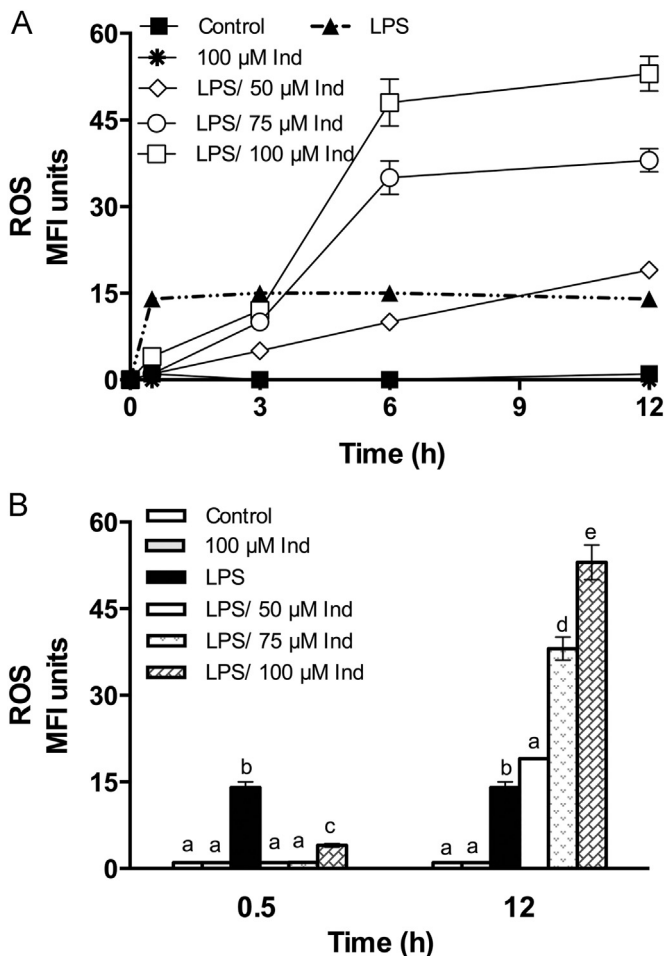 A
Control LPS
100 µM Ind
LPS/ 50 µM Ind
LPS/ 75 µM Ind
LPS/ 100 µM Ind
ROS
MFI units
60
45
30
15
0
0 3 6 9 12
Time (h)
B
Control
100 µM Ind
LPS
LPS/ 50 µM Ind
LPS/ 75 µM Ind
LPS/ 100 µM Ind
ROS
MFI units
60
45
30
15
0
a a b a a c
a a b a d e
0.5 12
Time (h)